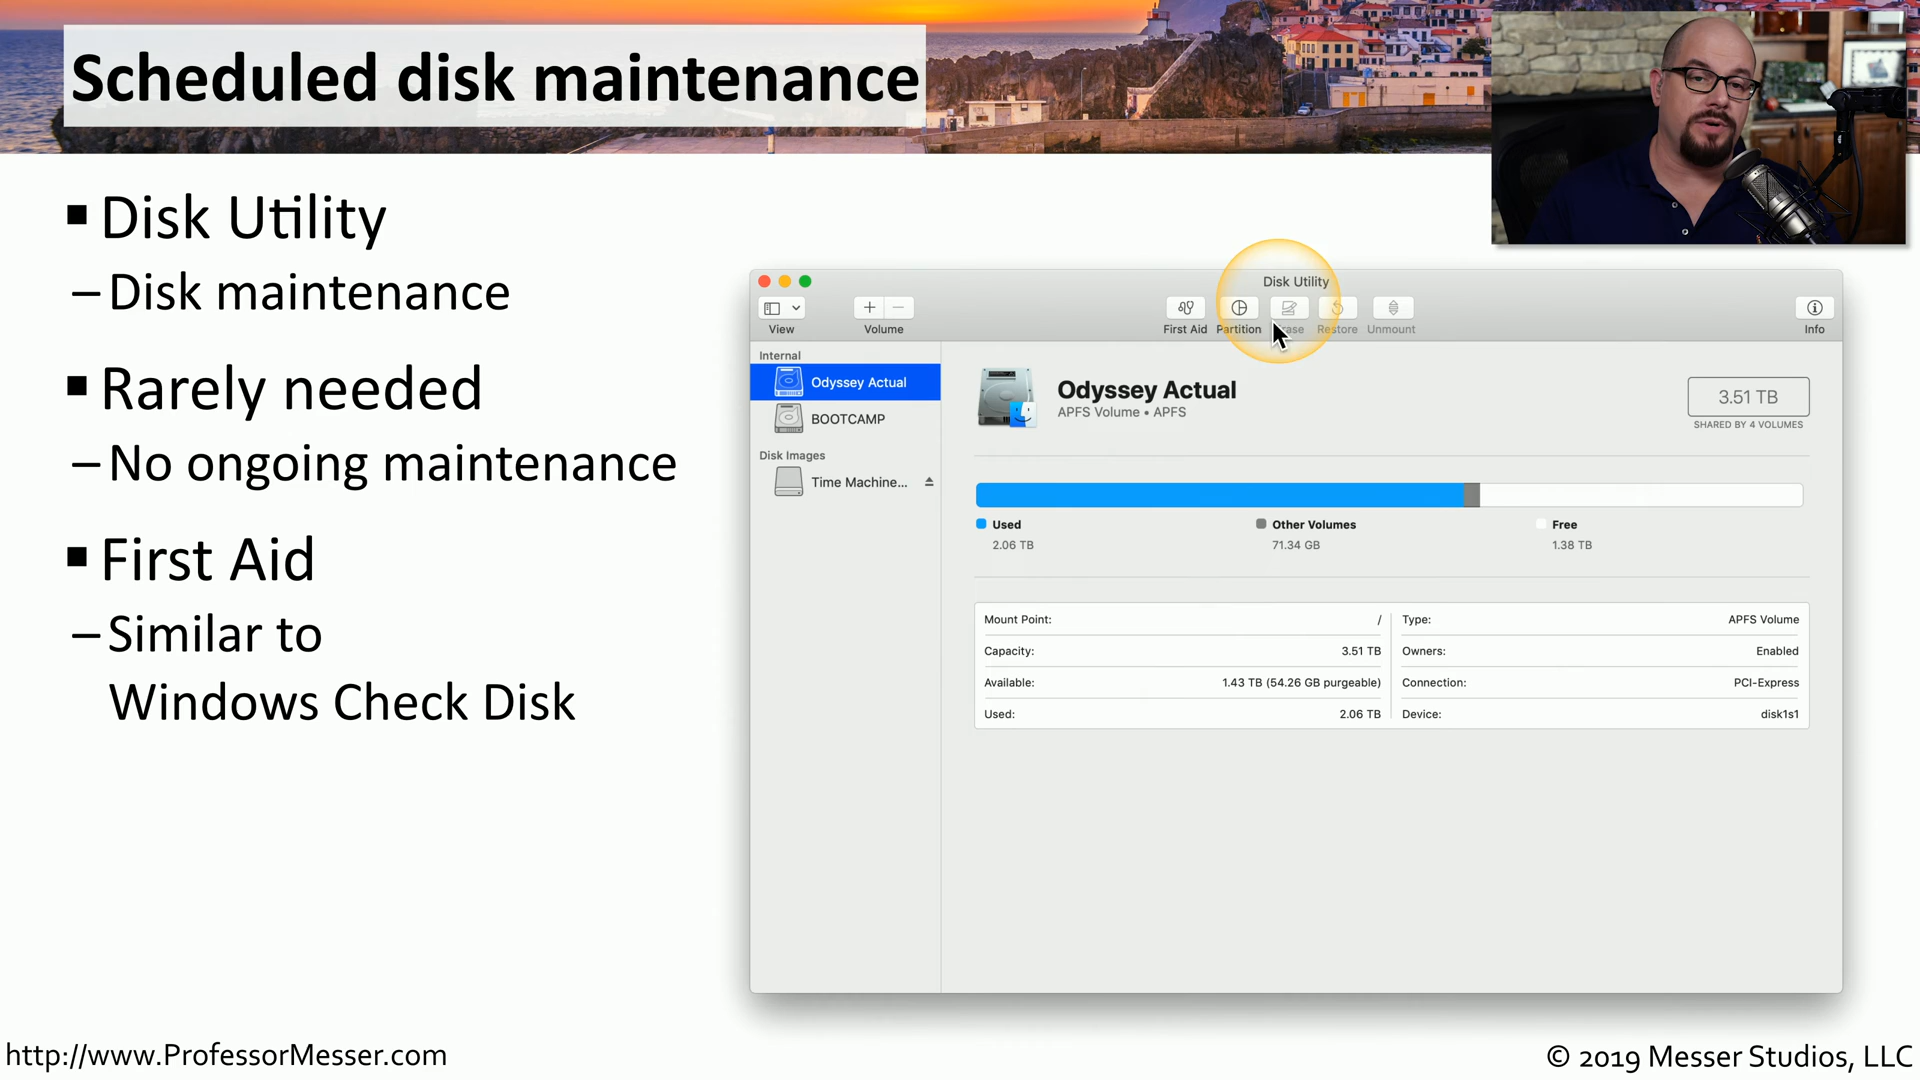 Scheduled disk maintenance
▪ Disk Utility
– Disk maintenance
▪ Rarely needed
– No ongoing maintenance
▪ First Aid
– Similar to
Windows Check Disk
Disk Utility
View
Volume
First Aid
Partition
Restore
Unmount
Info
Internal
Odyssey Actual
BOOTCAMP
Disk Images
Time Machine...
Odyssey Actual
APFS Volume • APFS
3.51 TB
SHARED BY 4 VOLUMES
Used
2.06 TB
Other Volumes
71.34 GB
Free
1.38 TB
Mount Point: /
Capacity: 3.51 TB
Available: 1.43 TB (54.26 GB purgeable)
Used: 2.06 TB
Type: APFS Volume
Owners: Enabled
Connection: PCI-Express
Device: disk1s1
http://www.ProfessorMesser.com
© 2019 Messer Studios, LLC